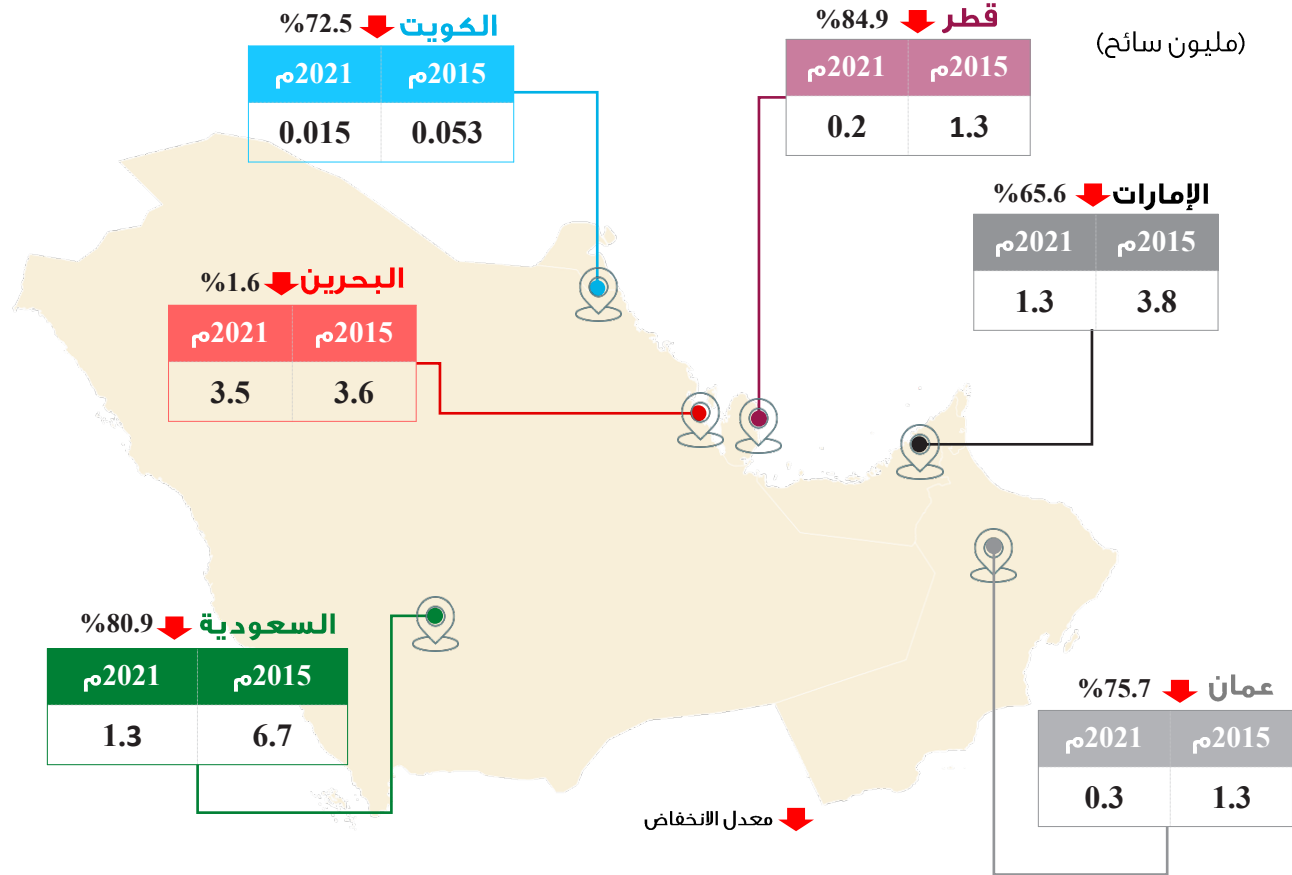 (مليون سائح)
قطر %84.9
2015م 2021م
1.3 0.2
الكويت %72.5
2015م 2021م
0.053 0.015
الإمارات %65.6
2015م 2021م
3.8 1.3
البحرين %1.6
2015م 2021م
3.6 3.5
السعودية %80.9
2015م 2021م
6.7 1.3
عمان %75.7
2015م 2021م
1.3 0.3
معدل الانخفاض